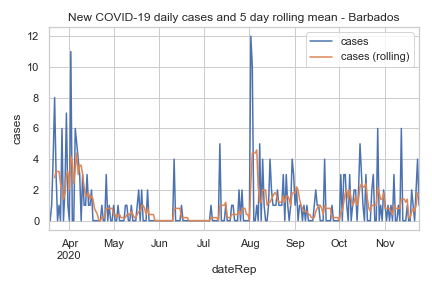 New COVID-19 daily cases and 5 day rolling mean - Barbados
cases
cases (rolling)
12
10
8
6
4
2
0
cases
Apr May Jun Jul Aug Sep Oct Nov
2020
dateRep